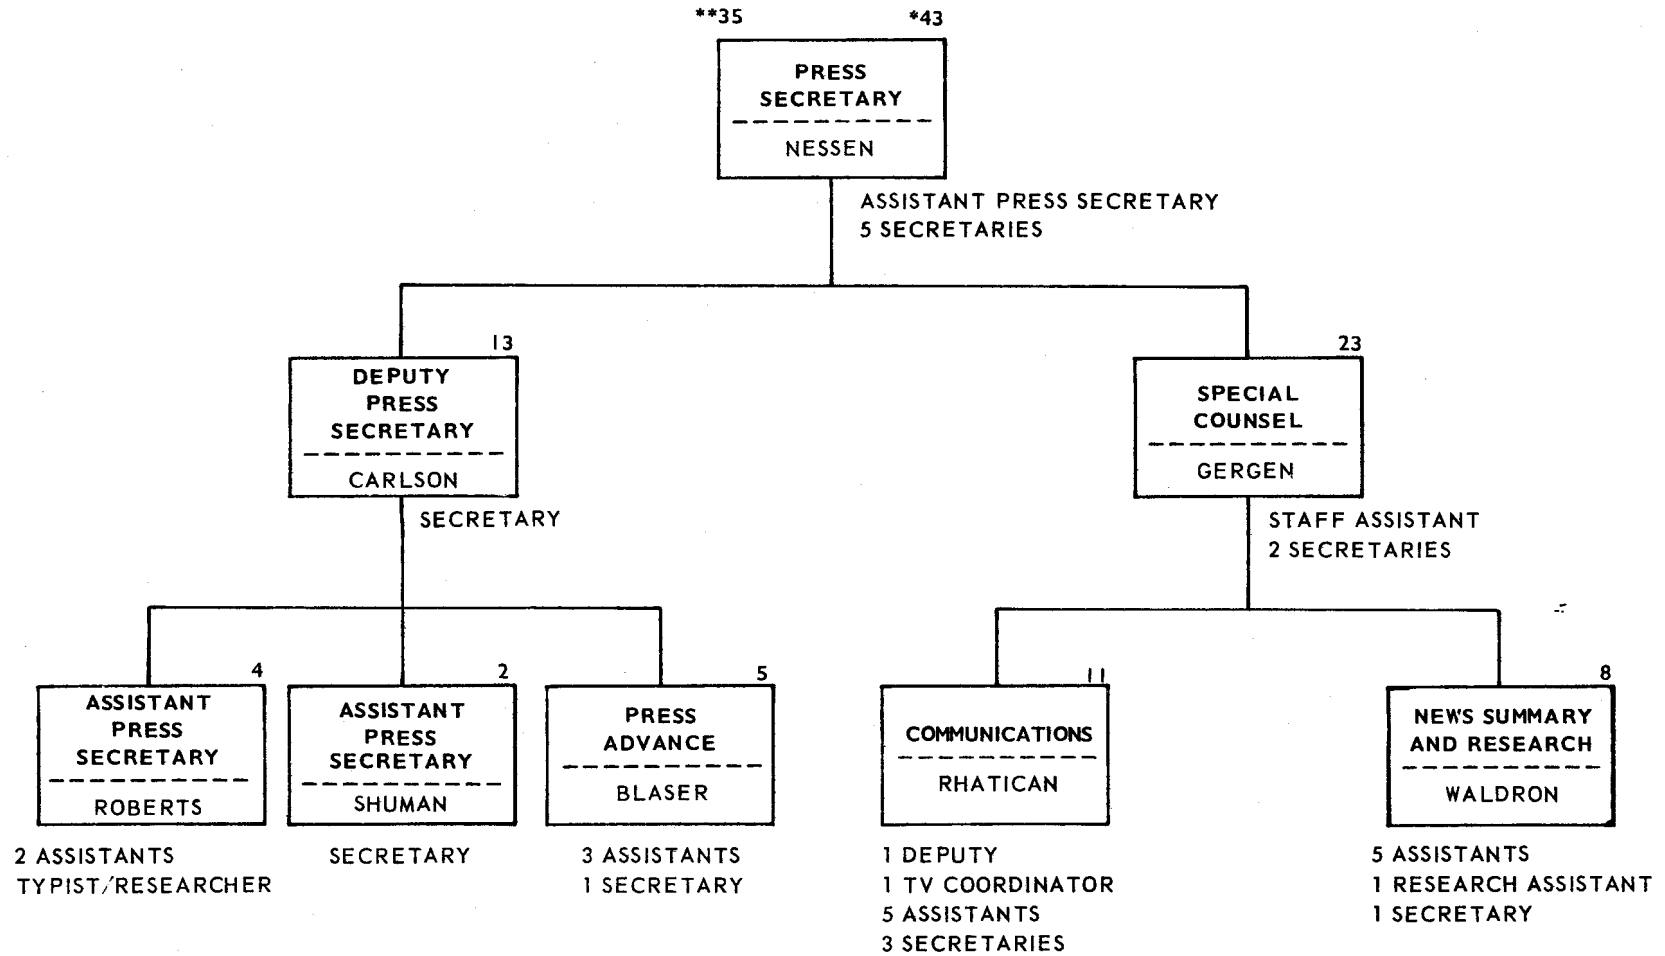 **35 *43
PRESS
SECRETARY
NESSEN
ASSISTANT PRESS SECRETARY
5 SECRETARIES
13
DEPUTY
PRESS
SECRETARY
CARLSON
SECRETARY
23
SPECIAL
COUNSEL
GERGEN
STAFF ASSISTANT
2 SECRETARIES
4
ASSISTANT
PRESS
SECRETARY
ROBERTS
2 ASSISTANTS
TYPIST/RESEARCHER
2
ASSISTANT
PRESS
SECRETARY
SHUMAN
SECRETARY
5
PRESS
ADVANCE
BLASER
3 ASSISTANTS
1 SECRETARY
11
COMMUNICATIONS
RHATICAN
1 DEPUTY
1 TV COORDINATOR
5 ASSISTANTS
3 SECRETARIES
8
NEWS SUMMARY
AND RESEARCH
WALDRON
5 ASSISTANTS
1 RESEARCH ASSISTANT
1 SECRETARY